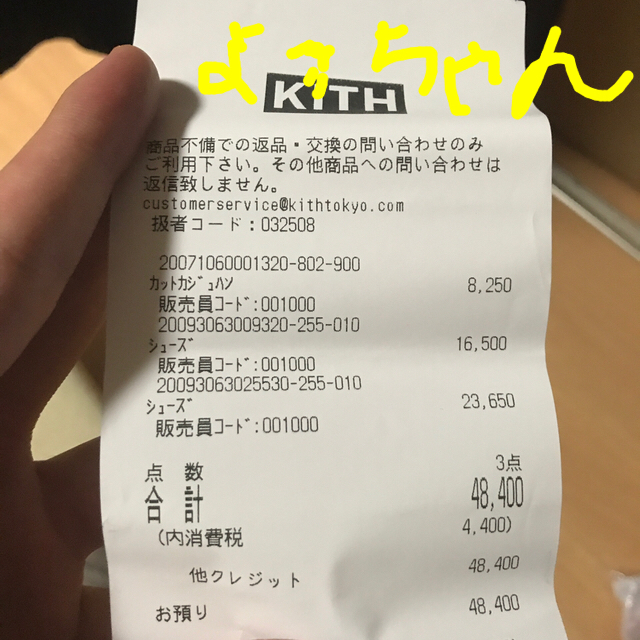 よすちゃん
KITH
商品不備での返品・交換の問い合わせのみ
ご利用下さい。その他商品への問い合わせは
返信致しません。
customerservice@kithtokyo.com
扱者コード：032508
20071060001320-802-900
ｶｯﾄｶｼﾞｭﾊﾝ 8,250
販売員ｺｰﾄﾞ:001000
20093063009320-255-010
ｼｭｰｽﾞ 16,500
販売員ｺｰﾄﾞ:001000
20093063025530-255-010
ｼｭｰｽﾞ 23,650
販売員ｺｰﾄﾞ:001000
点 数 3点
合 計 48,400
(内消費税 4,400)
他クレジット 48,400
お預り 48,400